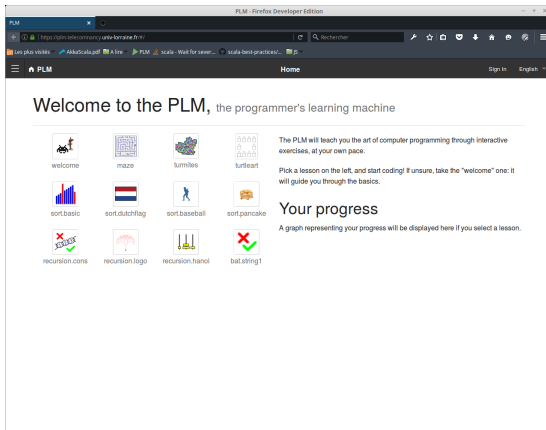 PLM - Firefox Developer Edition
PLM
https://plm.telecomnancy.univ-lorraine.fr/#/
Rechercher
Les plus visités AkkaScala.pdf A lire PLM scala - Wait for sever... scala-best-practices/... JS
PLM Home Sign in English
Welcome to the PLM, the programmer's learning machine
welcome maze turmites turtleart
sort.basic sort.dutchflag sort.baseball sort.pancake
recursion.cons recursion.logo recursion.hanoi bat.string1
The PLM will teach you the art of computer programming through interactive
exercises, at your own pace.
Pick a lesson on the left, and start coding! If unsure, take the "welcome" one: it
will guide you through the basics.
Your progress
A graph representing your progress will be displayed here if you select a lesson.